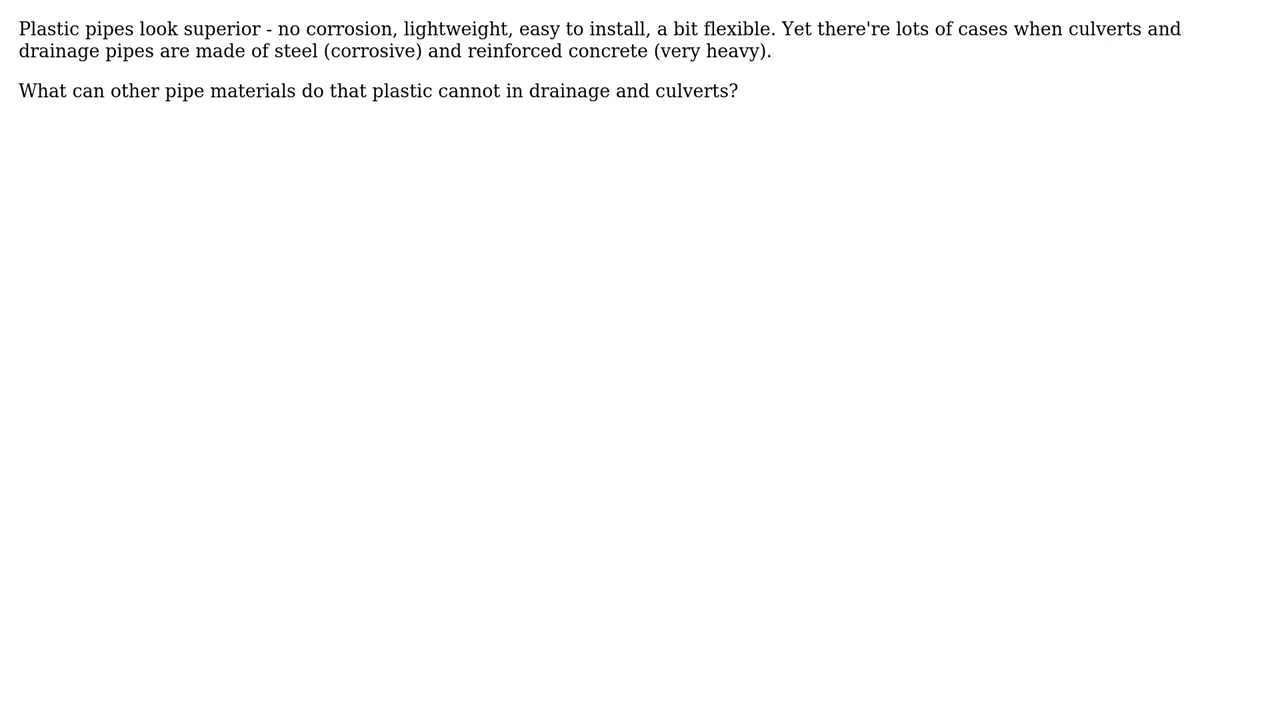 Plastic pipes look superior - no corrosion, lightweight, easy to install, a bit flexible. Yet there're lots of cases when culverts and
drainage pipes are made of steel (corrosive) and reinforced concrete (very heavy).
What can other pipe materials do that plastic cannot in drainage and culverts?